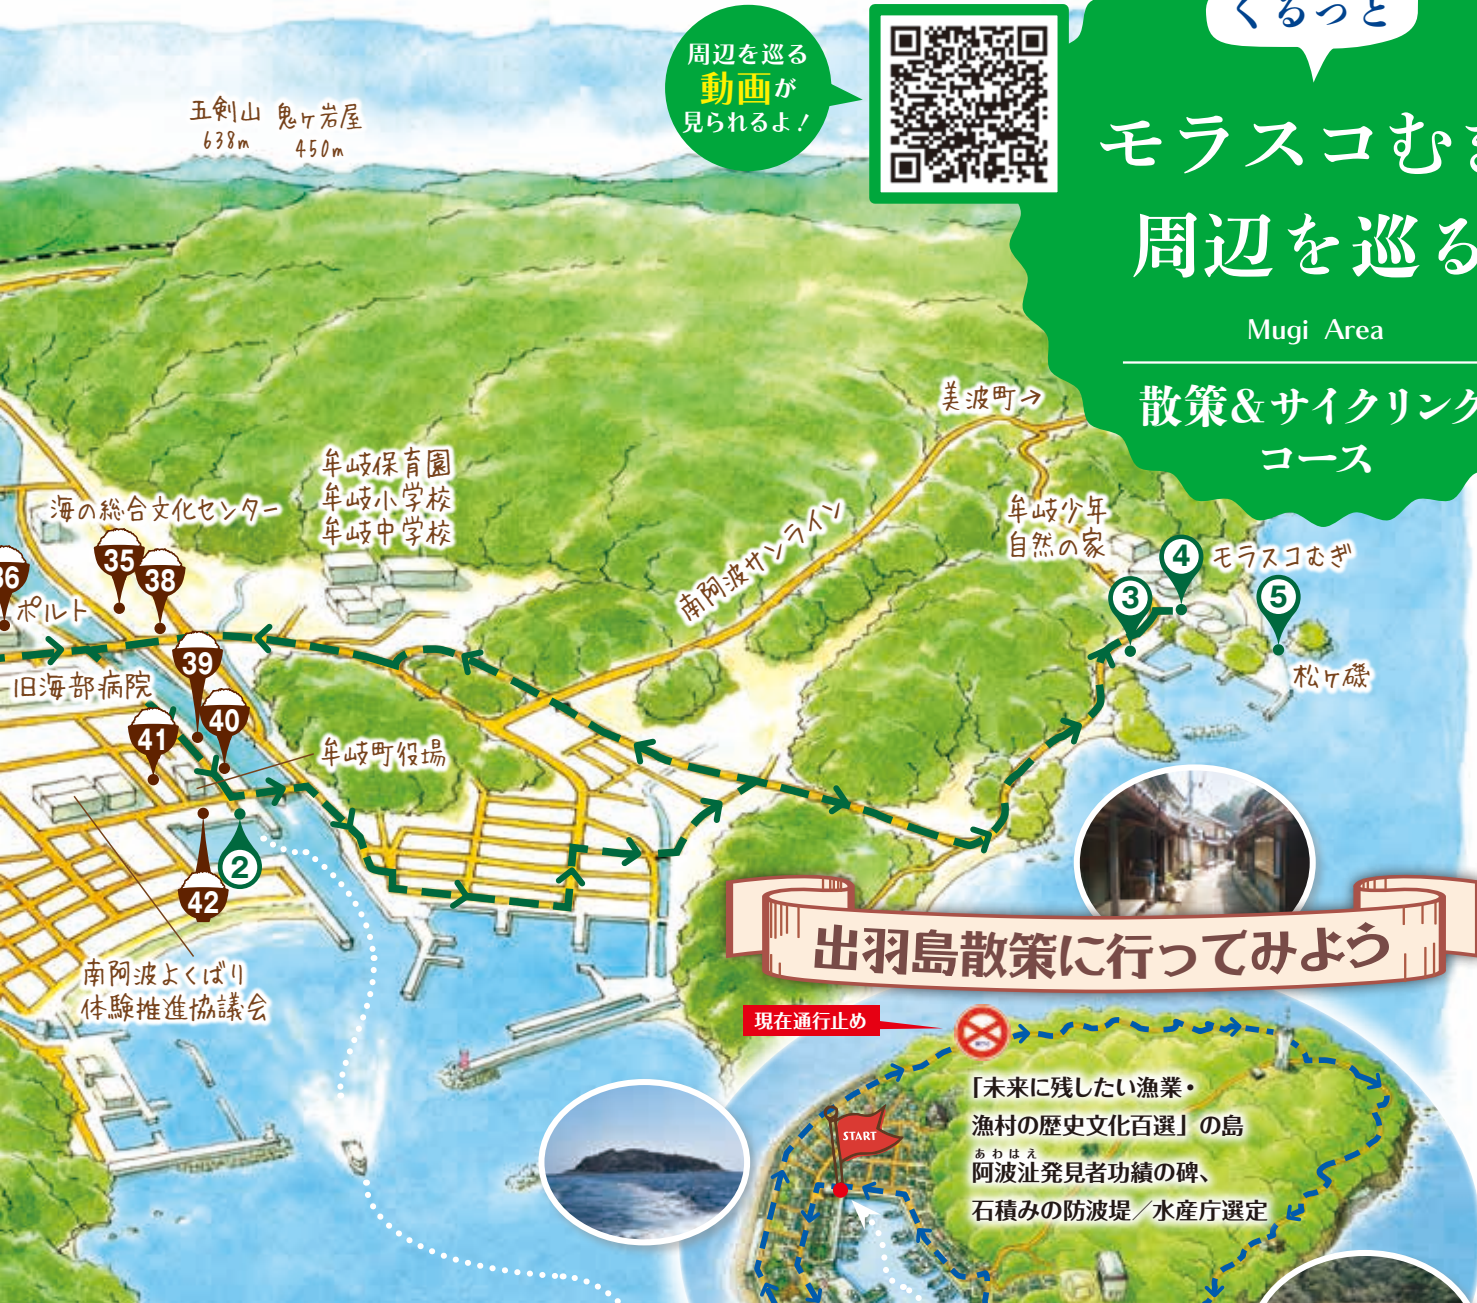 くるっと
モラスコむぎ
周辺を巡る
Mugi Area
散策&サイクリング
コース
周辺を巡る
動画が
見られるよ！
五剣山
638m
鬼ヶ岩屋
450m
美波町→
牟岐保育園
牟岐小学校
牟岐中学校
海の総合文化センター
南阿波サンライン
牟岐少年
自然の家
モラスコむぎ
松ヶ磯
36
35
38
39
40
41
42
2
3
4
5
ポルト
旧海部病院
牟岐町役場
南阿波よくばり
体験推進協議会
出羽島散策に行ってみよう
現在通行止め
START
「未来に残したい漁業・
漁村の歴史文化百選」の島
あわはえ
阿波沚発見者功績の碑、
石積みの防波堤／水産庁選定